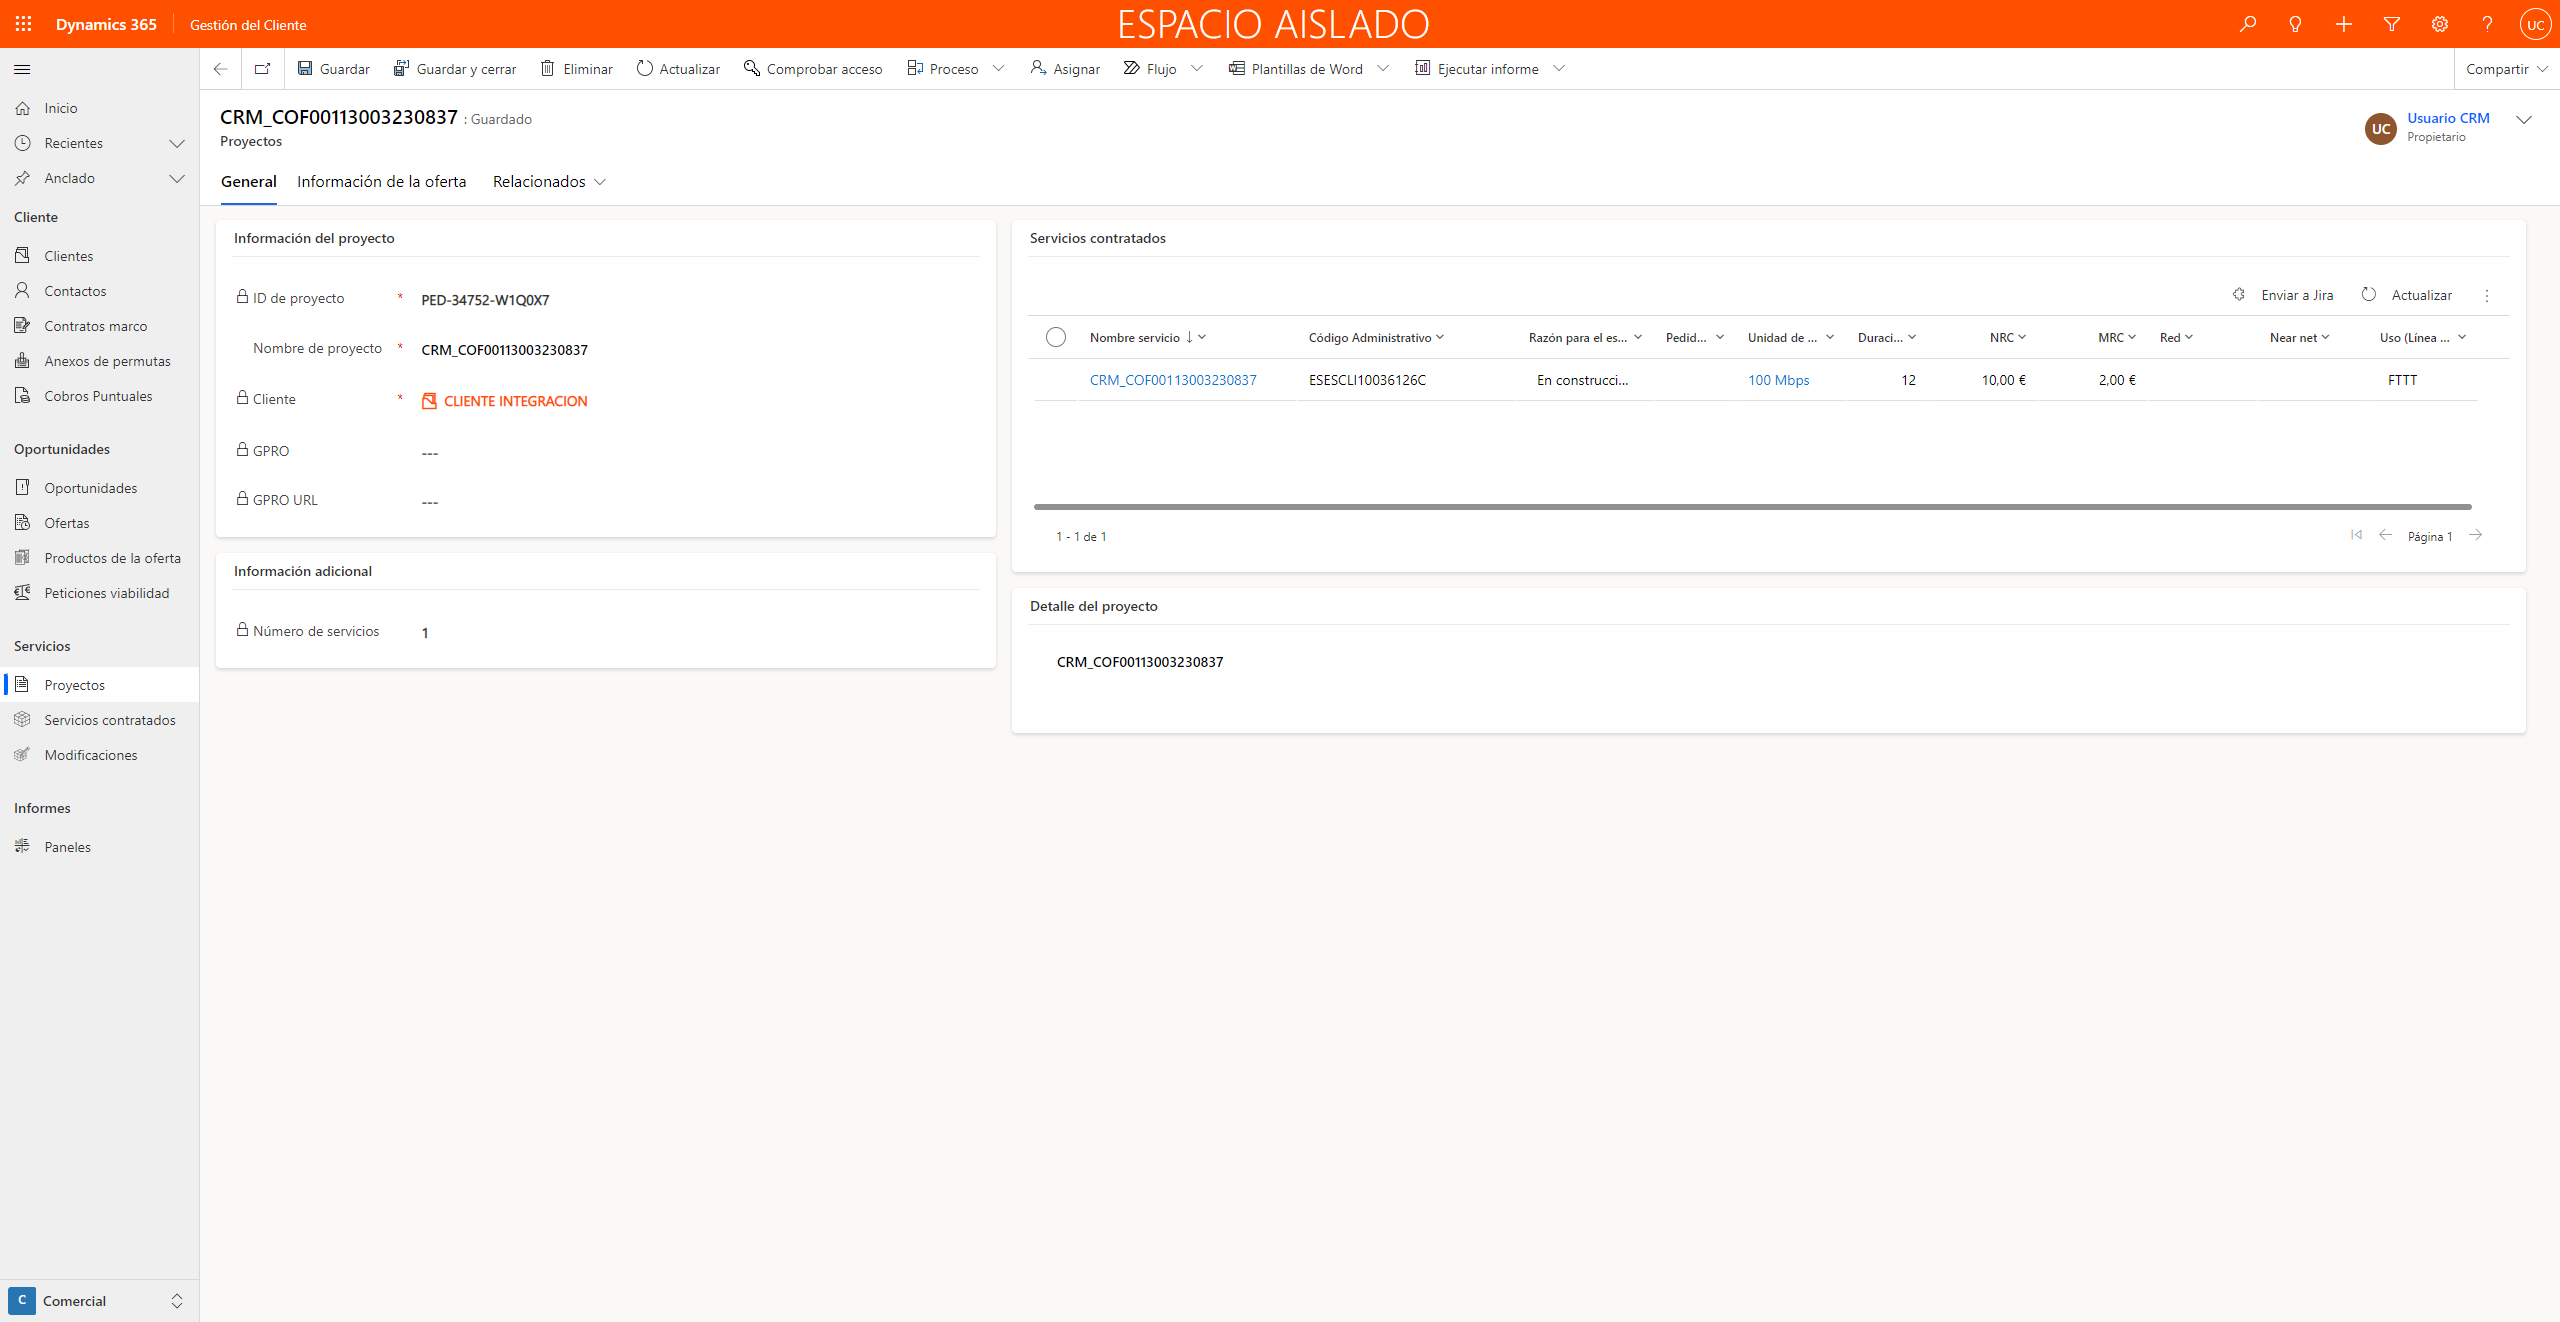 Dynamics 365
Gestión del Cliente
ESPACIO AISLADO
UC
Guardar
Guardar y cerrar
Eliminar
Actualizar
Comprobar acceso
Proceso
Asignar
Flujo
Plantillas de Word
Ejecutar informe
Compartir
Inicio
Recientes
Anclado
Cliente
Clientes
Contactos
Contratos marco
Anexos de permutas
Cobros Puntuales
Oportunidades
Oportunidades
Ofertas
Productos de la oferta
Peticiones viabilidad
Servicios
Proyectos
Servicios contratados
Modificaciones
Informes
Paneles
C Comercial
CRM_COF00113003230837 : Guardado
Proyectos
UC
Usuario CRM
Propietario
General
Información de la oferta
Relacionados
Información del proyecto
ID de proyecto * PED-34752-W1Q0X7
Nombre de proyecto * CRM_COF00113003230837
Cliente * CLIENTE INTEGRACION
GPRO ---
GPRO URL ---
Información adicional
Número de servicios 1
Servicios contratados
Enviar a Jira
Actualizar
Nombre servicio Código Administrativo Razón para el es... Pedid... Unidad de ... Duraci... NRC MRC Red Near net Uso (Línea ...
CRM_COF00113003230837 ESESCLI10036126C En construcci... 100 Mbps 12 10,00 € 2,00 € FTTT
1 - 1 de 1
Página 1
Detalle del proyecto
CRM_COF00113003230837